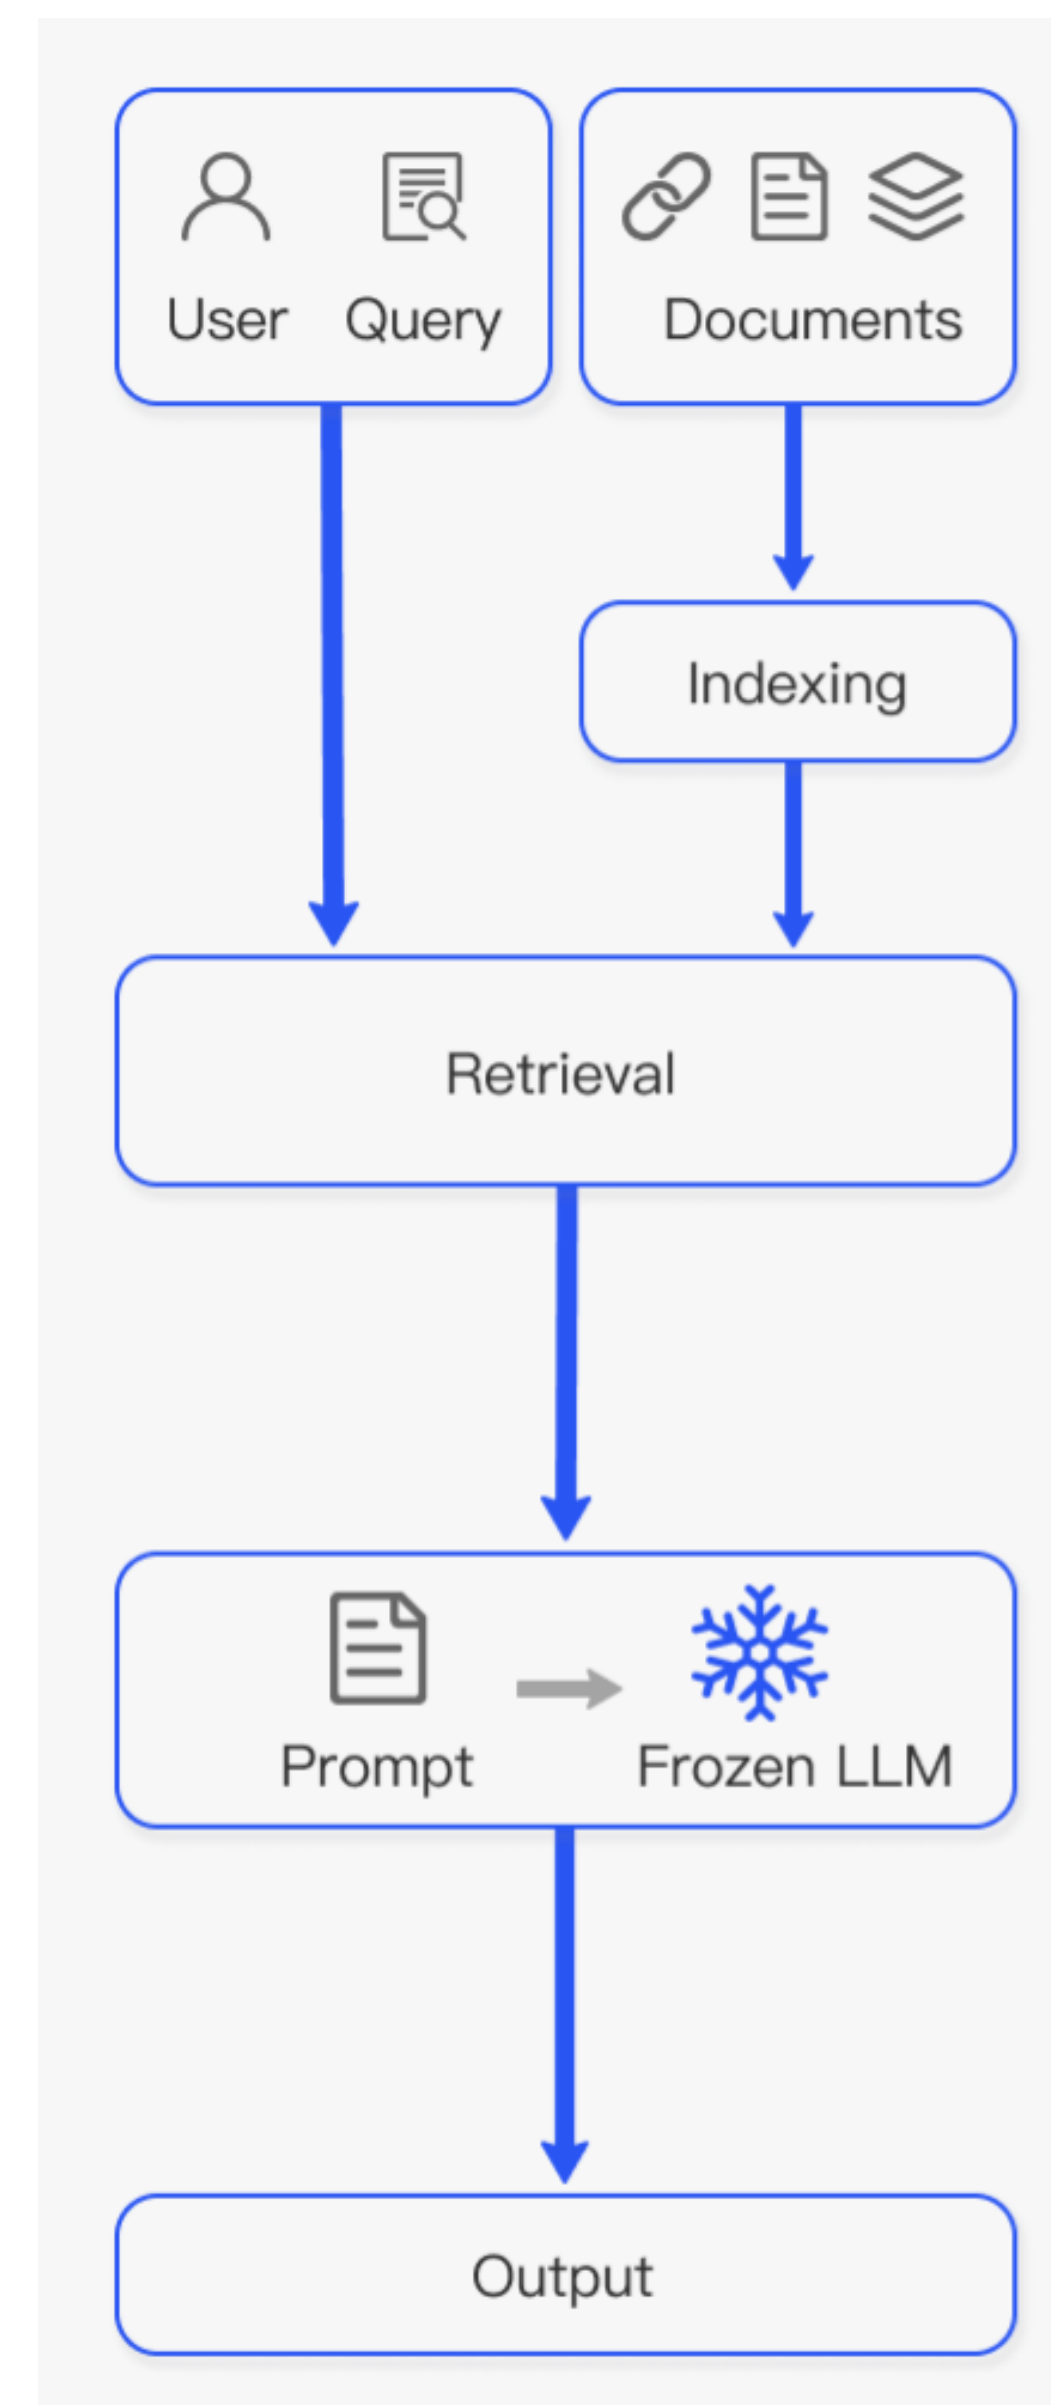 User Query
Documents
Indexing
Retrieval
Prompt
Frozen LLM
Output